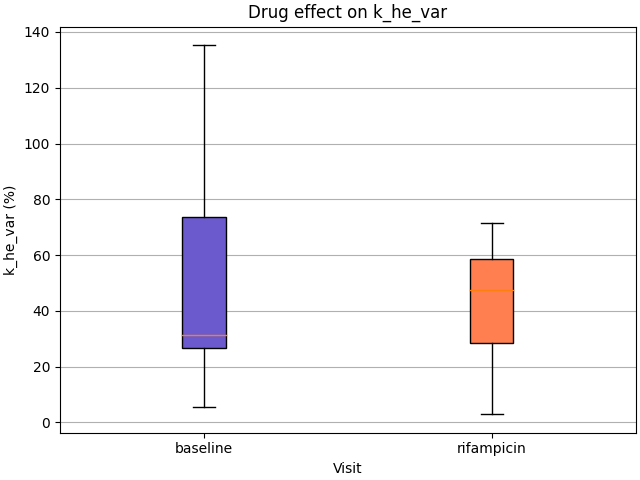 Drug effect on k_he_var
140
120
100
80
60
40
20
0
k_he_var (%)
baseline
rifampicin
Visit